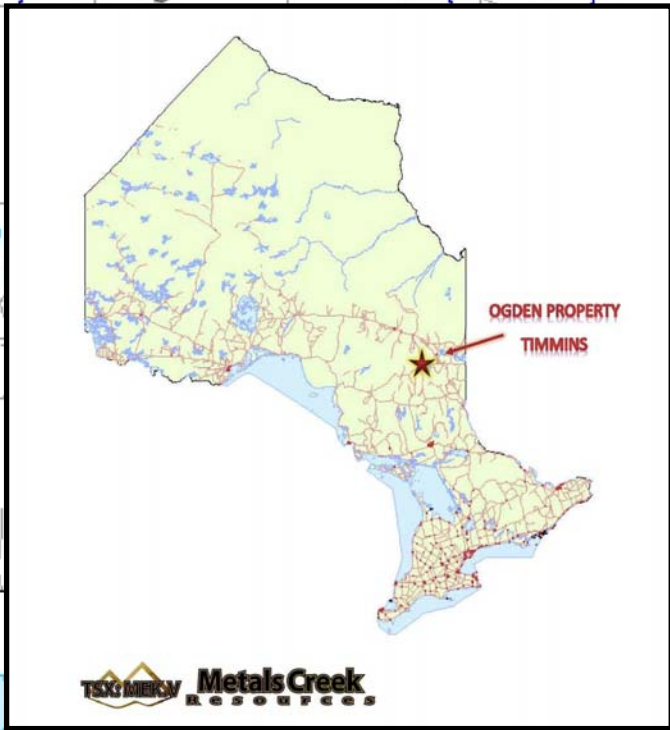 OGDEN PROPERTY
TIMMINS
TSX: MEK.V
Metals Creek
Resources